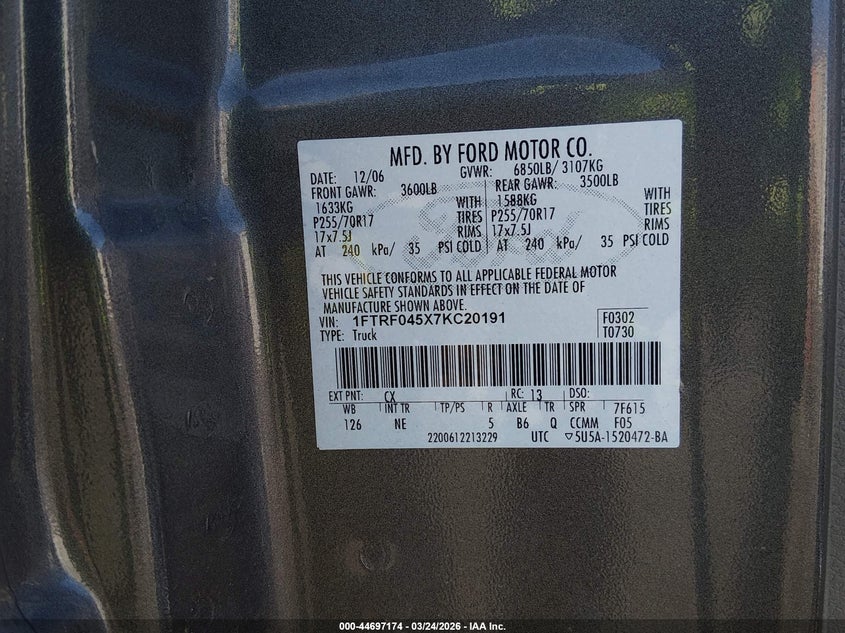 MFD. BY FORD MOTOR CO.
DATE: 12/06 GVWR: 6850LB/ 3107KG
FRONT GAWR: 3600LB REAR GAWR: 3500LB
1633KG WITH 1588KG WITH
P255/70R17 TIRES P255/70R17 TIRES
17x7.5J RIMS 17x7.5J RIMS
AT 240 kPa/ 35 PSI COLD AT 240 kPa/ 35 PSI COLD
Ford
THIS VEHICLE CONFORMS TO ALL APPLICABLE FEDERAL MOTOR
VEHICLE SAFETY STANDARDS IN EFFECT ON THE DATE OF
MANUFACTURE SHOWN ABOVE.
VIN: 1FTRF045X7KC20191 F0302
TYPE: Truck T0730
EXT PNT: CX RC: 13 DSO:
WB INT TR TP/PS R AXLE TR SPR 7F615
126 NE 5 B6 Q CCMM F05
2200612213229 UTC ▽5U5A-1520472-BA
000-44697174 - 03/24/2026 - IAA Inc.